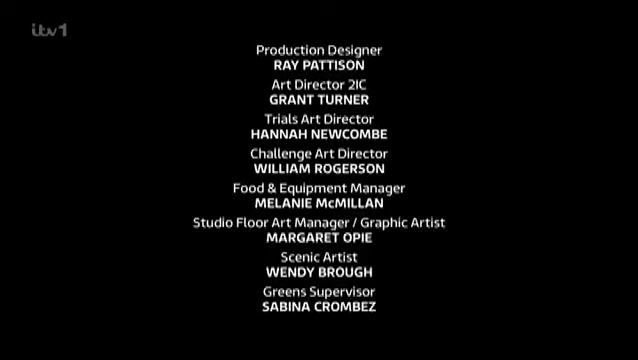 itv1
Production Designer
RAY PATTISON
Art Director 2IC
GRANT TURNER
Trials Art Director
HANNAH NEWCOMBE
Challenge Art Director
WILLIAM ROGERSON
Food & Equipment Manager
MELANIE McMILLAN
Studio Floor Art Manager / Graphic Artist
MARGARET OPIE
Scenic Artist
WENDY BROUGH
Greens Supervisor
SABINA CROMBEZ